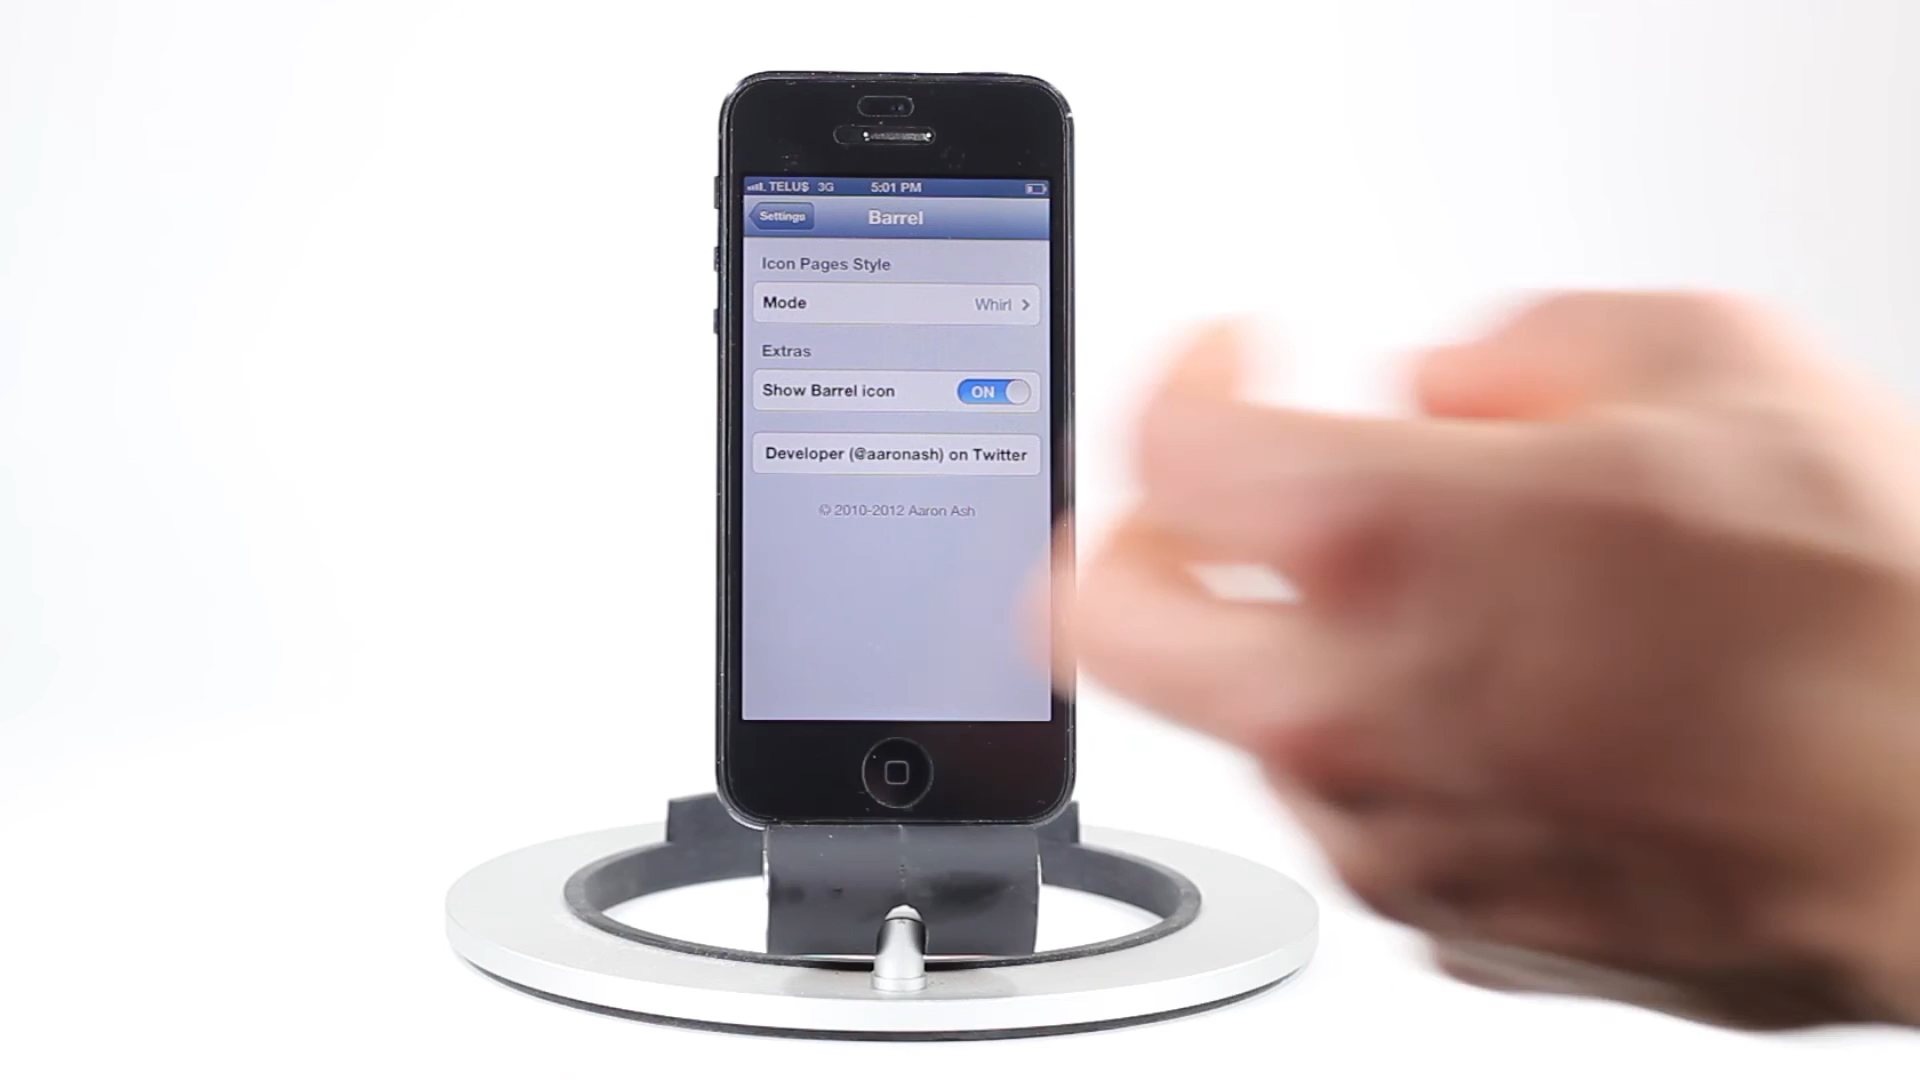 TELUS 3G 5:01 PM
Settings Barrel
Icon Pages Style
Mode Whirl
Extras
Show Barrel icon ON
Developer (@aaronash) on Twitter
© 2010-2012 Aaron Ash